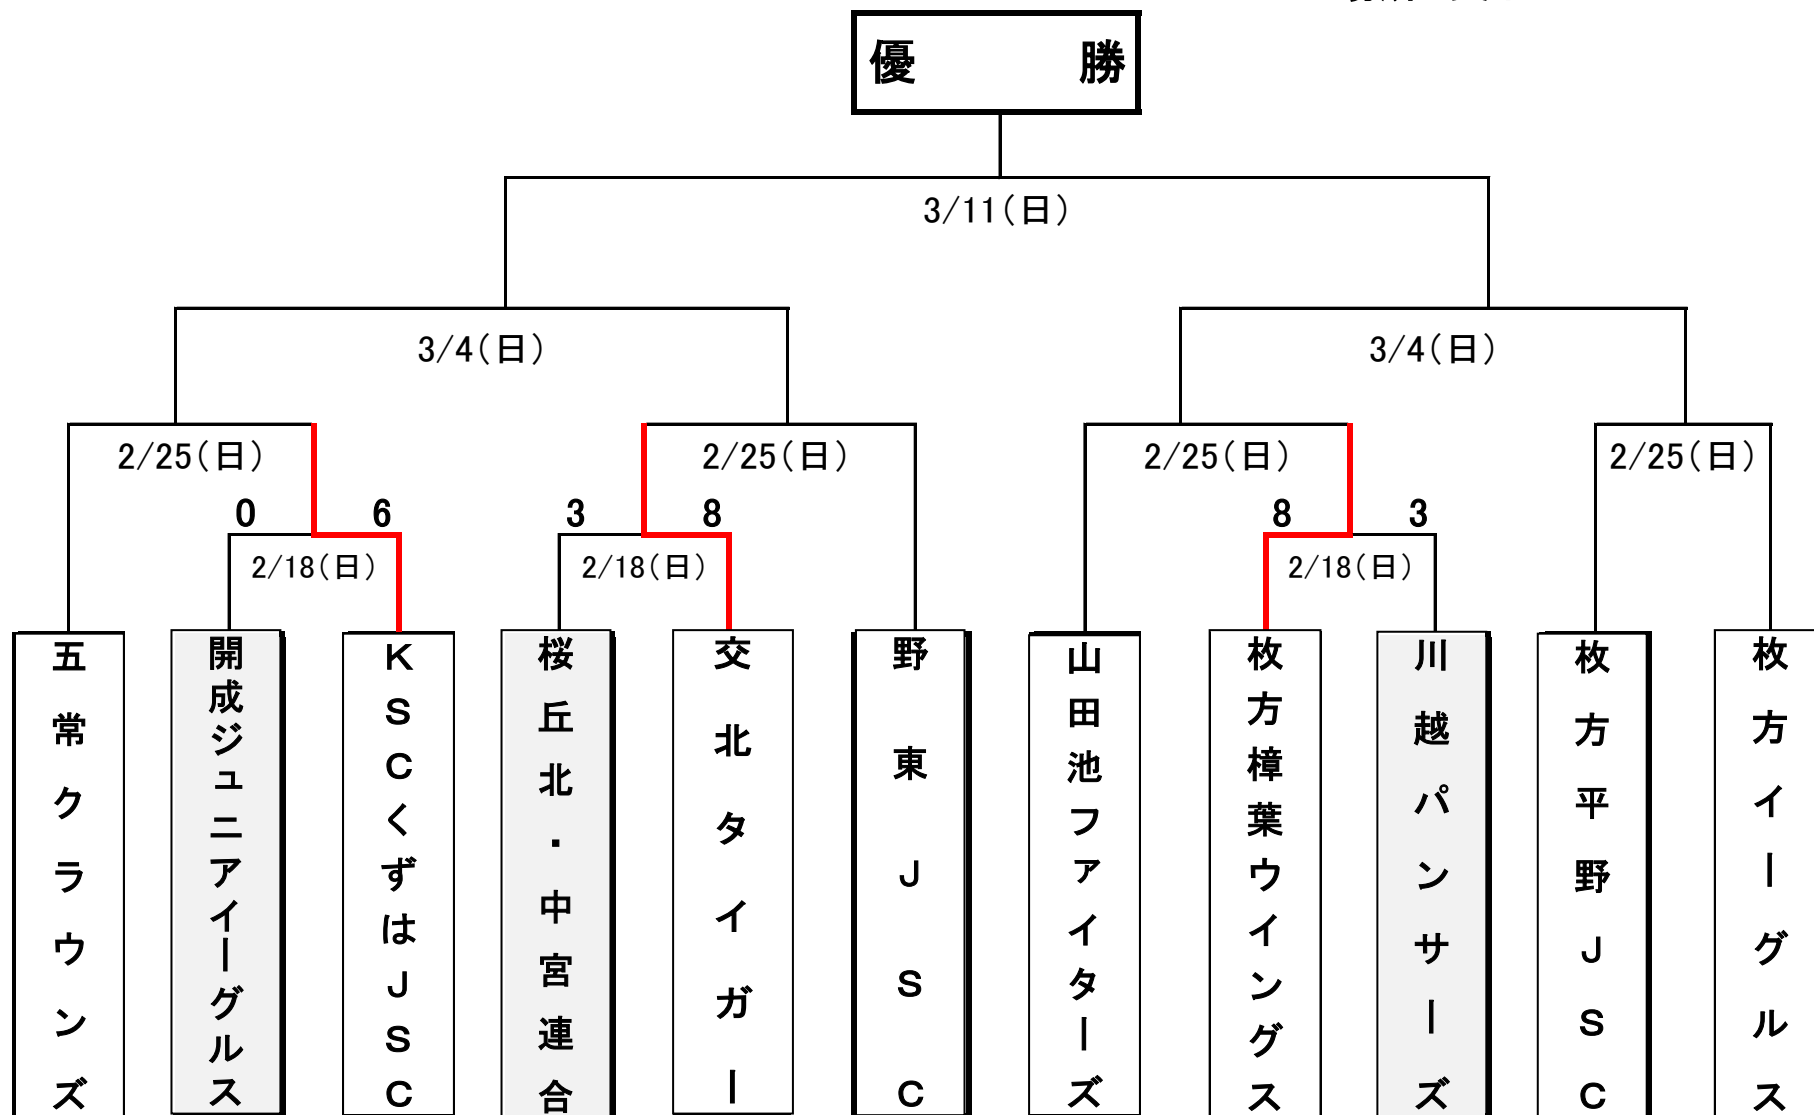 優　勝
3/11(日)
3/4(日)
3/4(日)
2/25(日)
2/25(日)
2/25(日)
2/25(日)
0 6
3 8
8 3
2/18(日)
2/18(日)
2/18(日)
五常クラウンズ
開成ジュニアイーグルス
KSCくずはJSC
桜丘北・中宮連合
交北タイガー
野東JSC
山田池ファイターズ
枚方樟葉ウイングス
川越パンサーズ
枚方平野JSC
枚方イーグルス